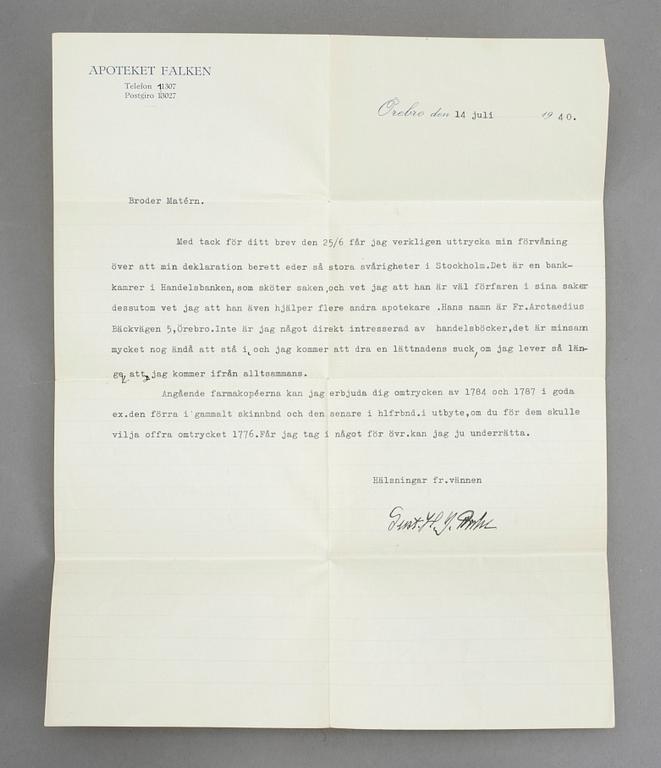 APOTEKET FALKEN
Telefon 11307
Postgiro 13027
Örebro den 14 juli 1940.
Broder Matérn.
Med tack för ditt brev den 25/6 får jag verkligen uttrycka min förvåning
över att min deklaration berett eder så stora svårigheter i Stockholm.Det är en bank-
kamrer i Handelsbanken,som sköter saken,och vet jag att han är väl förfaren i sina saker
dessutom vet jag att han även hjälper flere andra apotekare .Hans namn är Fr.Arctaedius
Bäckvägen 5,Örebro.Inte är jag något direkt intresserad av handelsböcker,det är minsann
mycket nog ändå att stå i, och jag kommer att dra en lättnadens suck,om jag lever så län-
ge, att jag kommer ifrån alltsammans.
Angående farmakopéerna kan jag erbjuda dig omtrycken av 1784 och 1787 i goda
ex.den förra i gammalt skinnbnd och den senare i hlfrbnd.i utbyte,om du för dem skulle
vilja offra omtrycket 1776.Får jag tag i något för övr.kan jag ju underrätta.
Hälsningar fr.vännen